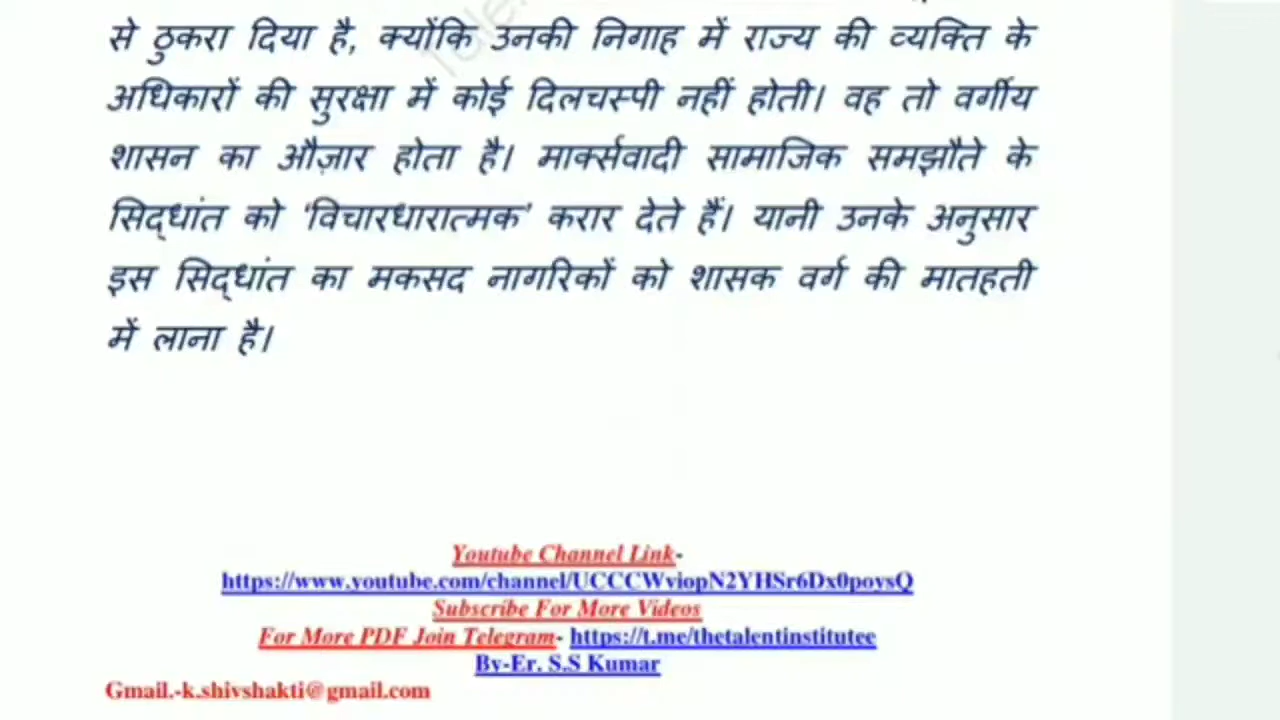 से ठुकरा दिया है, क्योंकि उनकी निगाह में राज्य की व्यक्ति के
अधिकारों की सुरक्षा में कोई दिलचस्पी नहीं होती। वह तो वर्गीय
शासन का औज़ार होता है। मार्क्सवादी सामाजिक समझौते के
सिद्धांत को 'विचारधारात्मक' करार देते हैं। यानी उनके अनुसार
इस सिद्धांत का मकसद नागरिकों को शासक वर्ग की मातहती
में लाना है।
Youtube Channel Link-
https://www.youtube.com/channel/UCCCWviopN2YHSr6Dx0poysQ
Subscribe For More Videos
For More PDF Join Telegram- https://t.me/thetalentinstitutee
By-Er. S.S Kumar
Gmail.-k.shivshakti@gmail.com